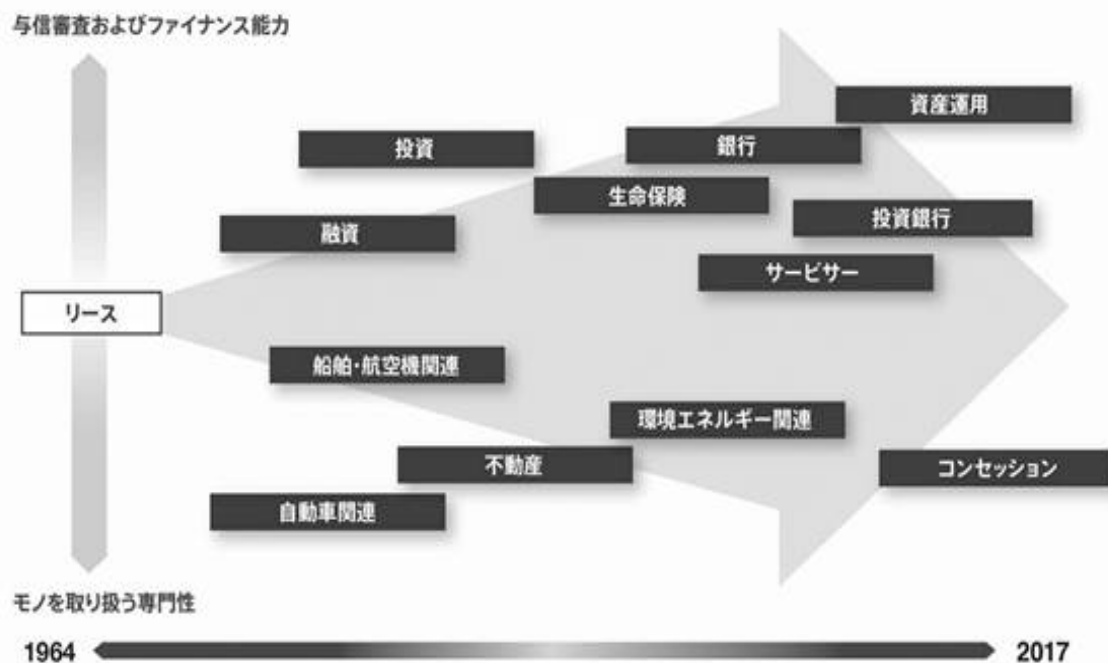 与信審査およびファイナンス能力
資産運用
投資
銀行
生命保険
投資銀行
融資
サービサー
リース
船舶・航空機関連
環境エネルギー関連
不動産
コンセッション
自動車関連
モノを取り扱う専門性
1964
2017